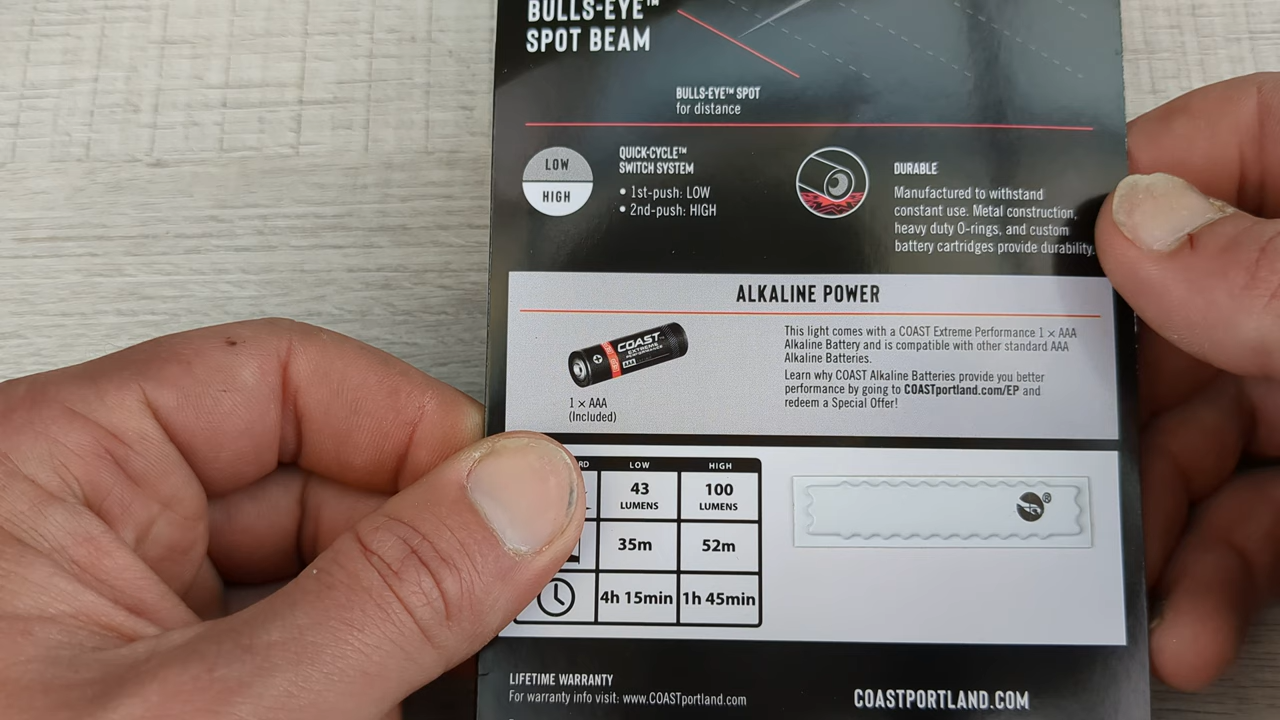 BULLS-EYE™
SPOT BEAM
BULLS-EYE™ SPOT
for distance
LOW
HIGH
QUICK-CYCLE™
SWITCH SYSTEM
• 1st-push: LOW
• 2nd-push: HIGH
DURABLE
Manufactured to withstand
constant use. Metal construction,
heavy duty O-rings, and custom
battery cartridges provide durability.
ALKALINE POWER
COAST
EXTREME
PERFORMANCE
AAA
1 × AAA
(Included)
This light comes with a COAST Extreme Performance 1 × AAA
Alkaline Battery and is compatible with other standard AAA
Alkaline Batteries.
Learn why COAST Alkaline Batteries provide you better
performance by going to COASTportland.com/EP and
redeem a Special Offer!
LOW HIGH
43 100
LUMENS LUMENS
35m 52m
4h 15min 1h 45min
®
LIFETIME WARRANTY
For warranty info visit: www.COASTportland.com
COASTPORTLAND.COM